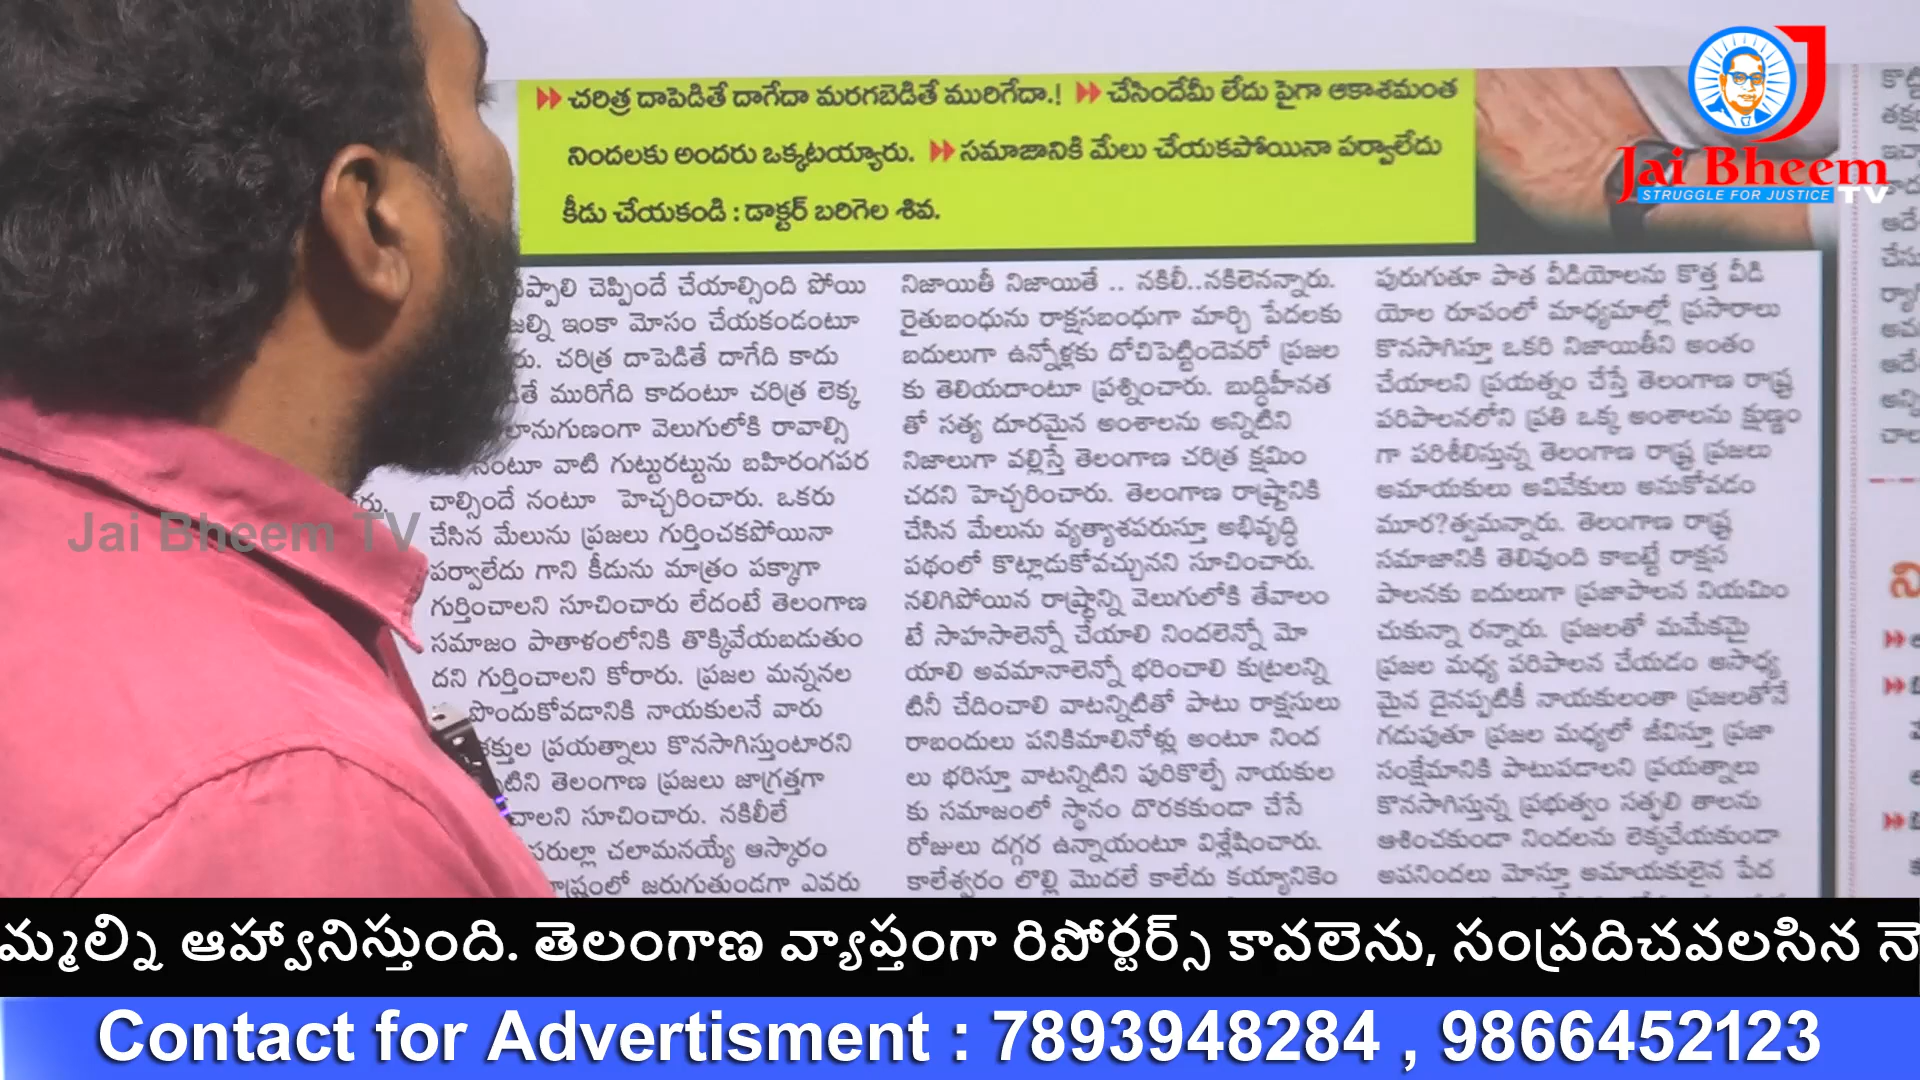 చరిత్ర దాపెడితే దాగేదా మరగబెడితే మురిగేదా.! చేసిందేమీ లేదు పైగా ఆకాశమంత
నిందలకు అందరు ఒక్కటయ్యారు. సమాజానికి మేలు చేయకపోయినా పర్వాలేదు
కీడు చేయకండి : డాక్టర్ బరిగెల శివ.
Jai Bheem
STRUGGLE FOR JUSTICE TV
చెప్పిందే చేయాల్సింది పోయి
ఇంకా మోసం చేయకండంటూ
చరిత్ర దాపెడితే దాగేది కాదు
మురిగేది కాదంటూ చరిత్ర లెక్క
వెలుగులోకి రావాల్సి
వాటి గుట్టురట్టును బహిరంగపర
చాల్సిందే నంటూ హెచ్చరించారు. ఒకరు
చేసిన మేలును ప్రజలు గుర్తించకపోయినా
పర్వాలేదు గాని కీడును మాత్రం పక్కాగా
గుర్తించాలని సూచించారు లేదంటే తెలంగాణ
సమాజం పాతాళంలోనికి తొక్కివేయబడుతుం
దని గుర్తించాలని కోరారు. ప్రజల మన్ననల
పొందుకోవడానికి నాయకులనే వారు
ప్రయత్నాలు కొనసాగిస్తుంటారని
తెలంగాణ ప్రజలు జాగ్రత్తగా
సూచించారు. నకిలీలే
చలామనయ్యే ఆస్కారం
జరుగుతుండగా ఎవరు
నిజాయితీ నిజాయితే .. నకిలీ..నకిలెనన్నారు.
రైతుబంధును రాక్షసబంధుగా మార్చి పేదలకు
బదులుగా ఉన్నోళ్లకు దోచిపెట్టిందెవరో ప్రజల
కు తెలియదాంటూ ప్రశ్నించారు. బుద్ధిహీనత
తో సత్య దూరమైన అంశాలను అన్నిటిని
నిజాలుగా వల్లిస్తే తెలంగాణ చరిత్ర క్షమిం
చదని హెచ్చరించారు. తెలంగాణ రాష్ట్రానికి
చేసిన మేలును వ్యత్యాశపరుస్తూ అభివృద్ధి
పథంలో కొట్లాడుకోవచ్చునని సూచించారు.
నలిగిపోయిన రాష్ట్రాన్ని వెలుగులోకి తేవాలం
టే సాహసాలెన్నో చేయాలి నిందలెన్నో మో
యాలి అవమానాలెన్నో భరించాలి కుట్రలన్ని
టినీ చేదించాలి వాటన్నిటితో పాటు రాక్షసులు
రాబందులు పనికిమాలినోళ్లు అంటూ నింద
లు భరిస్తూ వాటన్నిటిని పురికొల్పే నాయకుల
కు సమాజంలో స్థానం దొరకకుండా చేసే
రోజులు దగ్గర ఉన్నాయంటూ విశ్లేషించారు.
కాలేశ్వరం లొల్లి మొదలే కాలేదు కయ్యానికెం
పురుగుతూ పాత వీడియోలను కొత్త వీడి
యోల రూపంలో మాధ్యమాల్లో ప్రసారాలు
కొనసాగిస్తూ ఒకరి నిజాయితీని అంతం
చేయాలని ప్రయత్నం చేస్తే తెలంగాణ రాష్ట్ర
పరిపాలనలోని ప్రతి ఒక్క అంశాలను క్షుణ్ణం
గా పరిశీలిస్తున్న తెలంగాణ రాష్ట్ర ప్రజలు
అమాయకులు అవివేకులు అనుకోవడం
మూర?త్వమన్నారు. తెలంగాణ రాష్ట్ర
సమాజానికి తెలివుంది కాబట్టే రాక్షస
పాలనకు బదులుగా ప్రజాపాలన నియమిం
చుకున్నా రన్నారు. ప్రజలతో మమేకమై
ప్రజల మధ్య పరిపాలన చేయడం అసాధ్య
మైన దైనప్పటికీ నాయకులంతా ప్రజలతోనే
గడుపుతూ ప్రజల మధ్యలో జీవిస్తూ ప్రజా
సంక్షేమానికి పాటుపడాలని ప్రయత్నాలు
కొనసాగిస్తున్న ప్రభుత్వం సత్ఫలి తాలను
ఆశించకుండా నిందలను లెక్కచేయకుండా
అపనిందలు మోస్తూ అమాయకులైన పేద
Jai Bheem TV
మ్మల్ని ఆహ్వానిస్తుంది. తెలంగాణ వ్యాప్తంగా రిపోర్టర్స్ కావలెను, సంప్రదిచవలసిన నె
Contact for Advertisment : 7893948284 , 9866452123